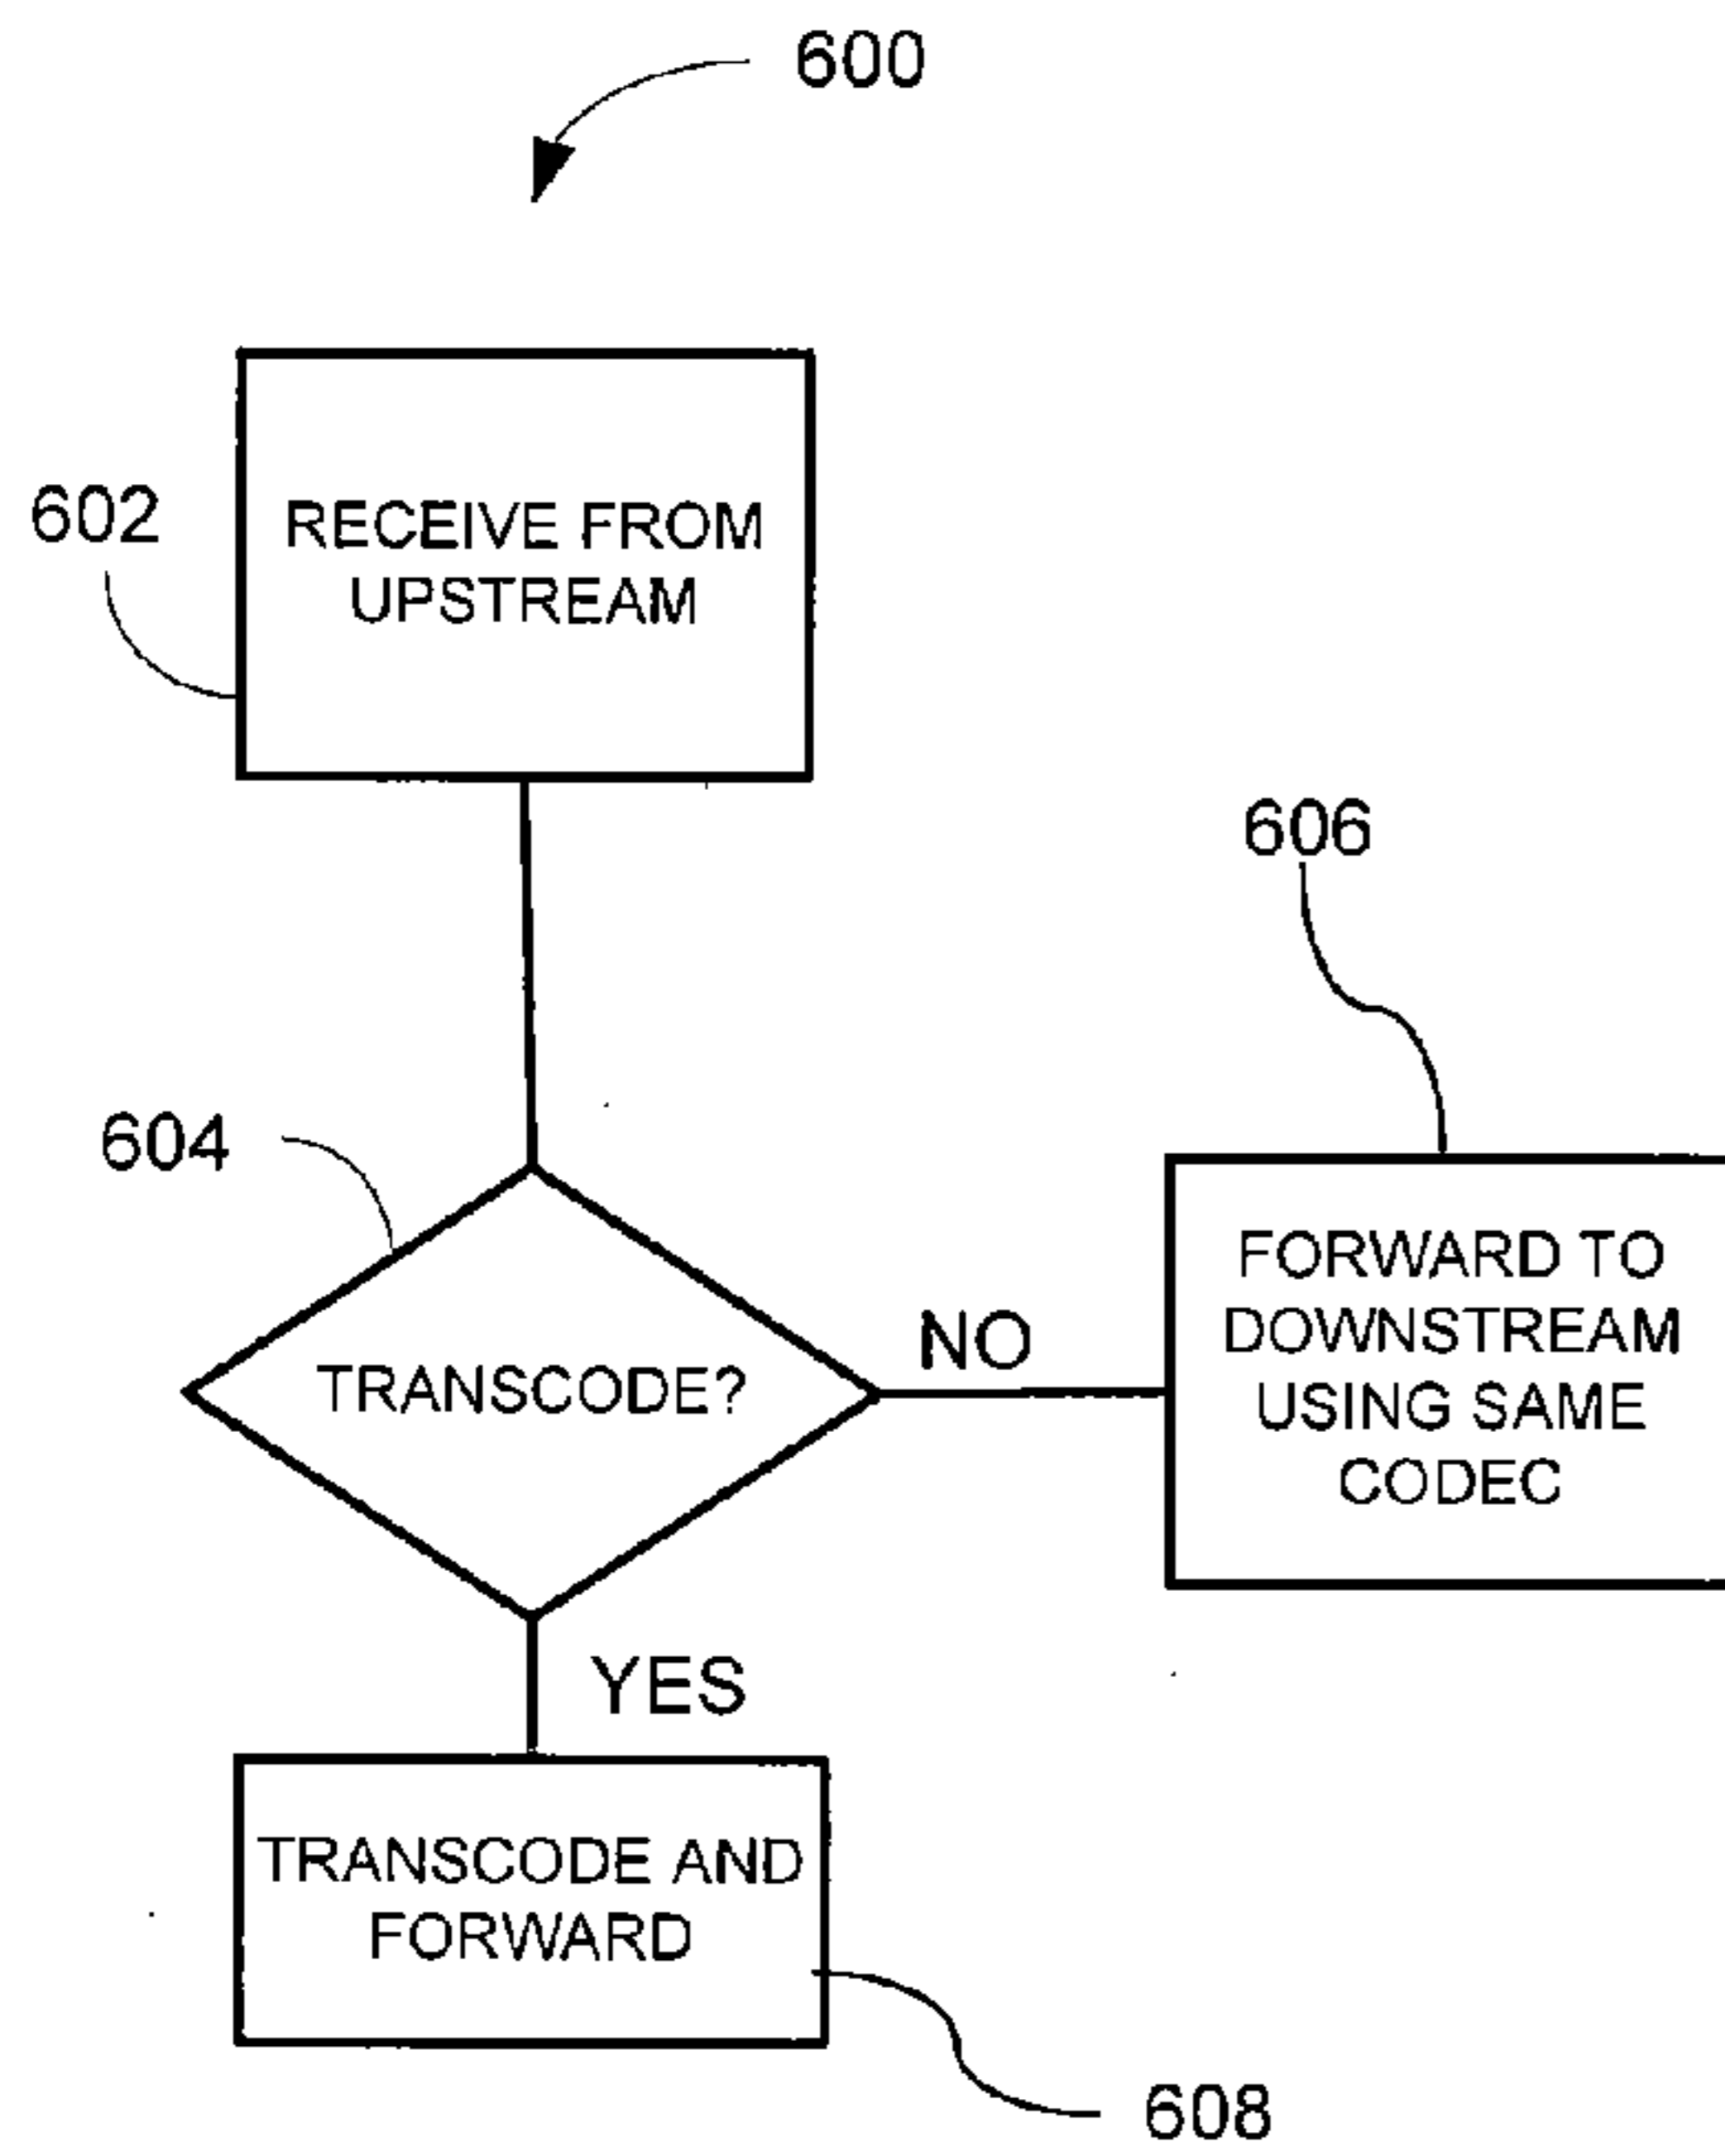 600
602
RECEIVE FROM
UPSTREAM
606
604
TRANSCODE?
NO
FORWARD TO
DOWNSTREAM
USING SAME
CODEC
YES
TRANSCODE AND
FORWARD
608